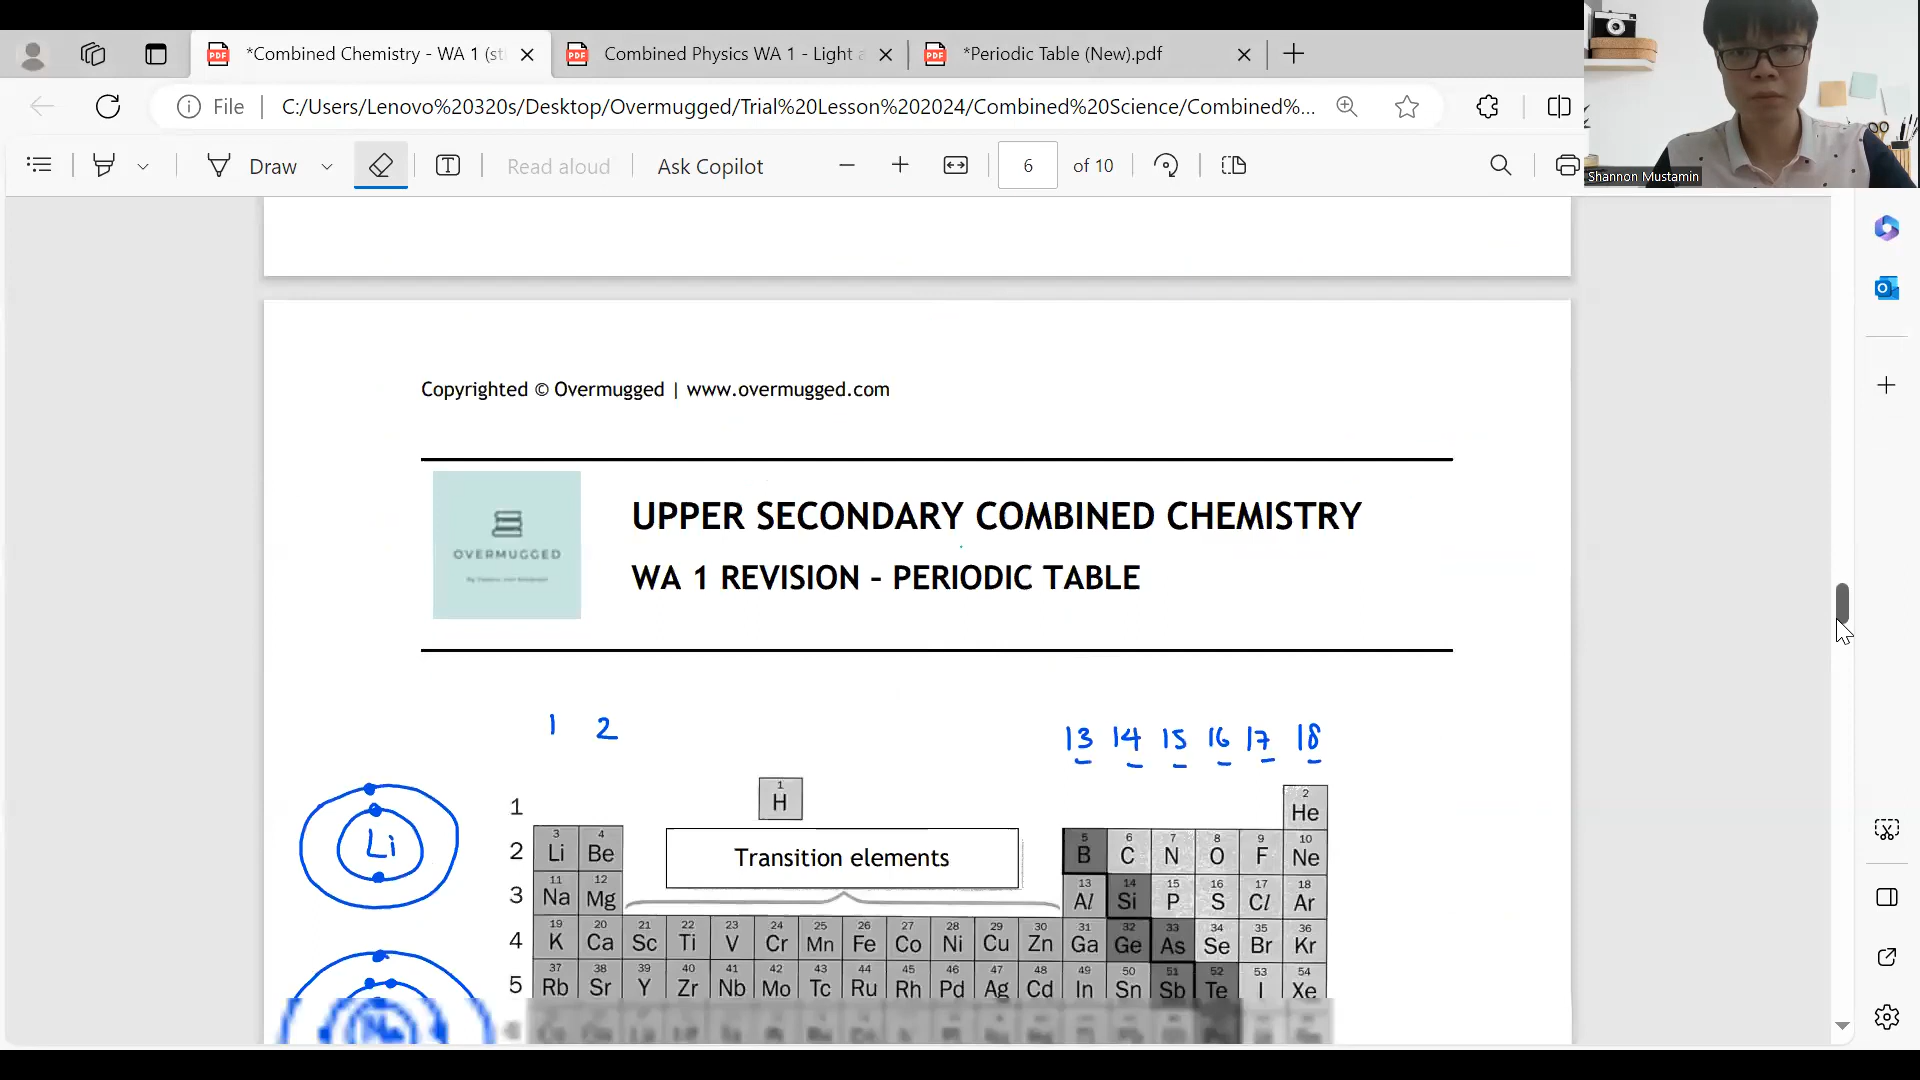 *Combined Chemistry - WA 1 (st
Combined Physics WA 1 - Light a
*Periodic Table (New).pdf
File
C:/Users/Lenovo%20320s/Desktop/Overmugged/Trial%20Lesson%202024/Combined%20Science/Combined%...
Draw
Read aloud
Ask Copilot
6
of 10
Shannon Mustamin
Copyrighted © Overmugged | www.overmugged.com
OVERMUGGED
UPPER SECONDARY COMBINED CHEMISTRY
WA 1 REVISION – PERIODIC TABLE
1 2 13 14 15 16 17 18
1 1 H 2 He
Li
2 3 Li 4 Be Transition elements 5 B 6 C 7 N 8 O 9 F 10 Ne
3 11 Na 12 Mg 13 Al 14 Si 15 P 16 S 17 Cl 18 Ar
4 19 K 20 Ca 21 Sc 22 Ti 23 V 24 Cr 25 Mn 26 Fe 27 Co 28 Ni 29 Cu 30 Zn 31 Ga 32 Ge 33 As 34 Se 35 Br 36 Kr
5 37 Rb 38 Sr 39 Y 40 Zr 41 Nb 42 Mo 43 Tc 44 Ru 45 Rh 46 Pd 47 Ag 48 Cd 49 In 50 Sn 51 Sb 52 Te 53 I 54 Xe